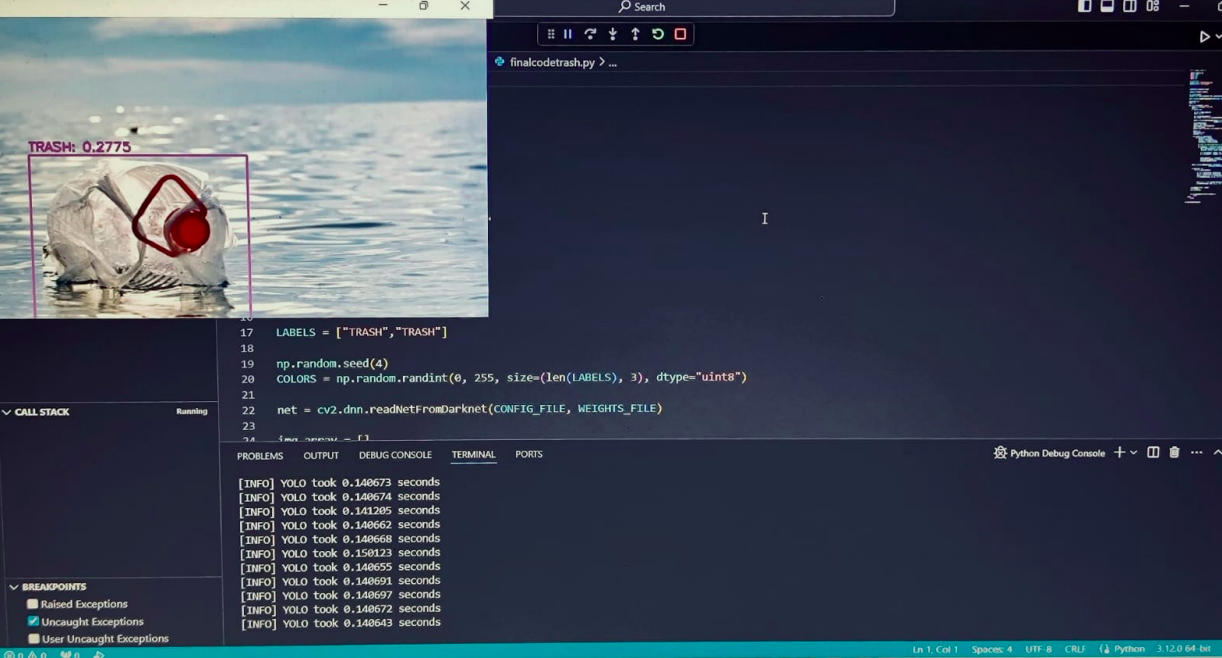 Search
finalcodetrash.py > ...
TRASH: 0.2775
17 LABELS = ["TRASH","TRASH"]
18
19 np.random.seed(4)
20 COLORS = np.random.randint(0, 255, size=(len(LABELS), 3), dtype="uint8")
21
22 net = cv2.dnn.readNetFromDarknet(CONFIG_FILE, WEIGHTS_FILE)
23
24 img_array = []
CALL STACK
Running
PROBLEMS OUTPUT DEBUG CONSOLE TERMINAL PORTS
Python Debug Console
[INFO] YOLO took 0.140673 seconds
[INFO] YOLO took 0.140674 seconds
[INFO] YOLO took 0.141205 seconds
[INFO] YOLO took 0.140662 seconds
[INFO] YOLO took 0.140668 seconds
[INFO] YOLO took 0.150123 seconds
[INFO] YOLO took 0.140655 seconds
[INFO] YOLO took 0.140691 seconds
[INFO] YOLO took 0.140697 seconds
[INFO] YOLO took 0.140672 seconds
[INFO] YOLO took 0.140643 seconds
BREAKPOINTS
Raised Exceptions
Uncaught Exceptions
User Uncaught Exceptions
0 0 0
Ln 1, Col 1 Spaces: 4 UTF-8 CRLF Python 3.12.0 64-bit